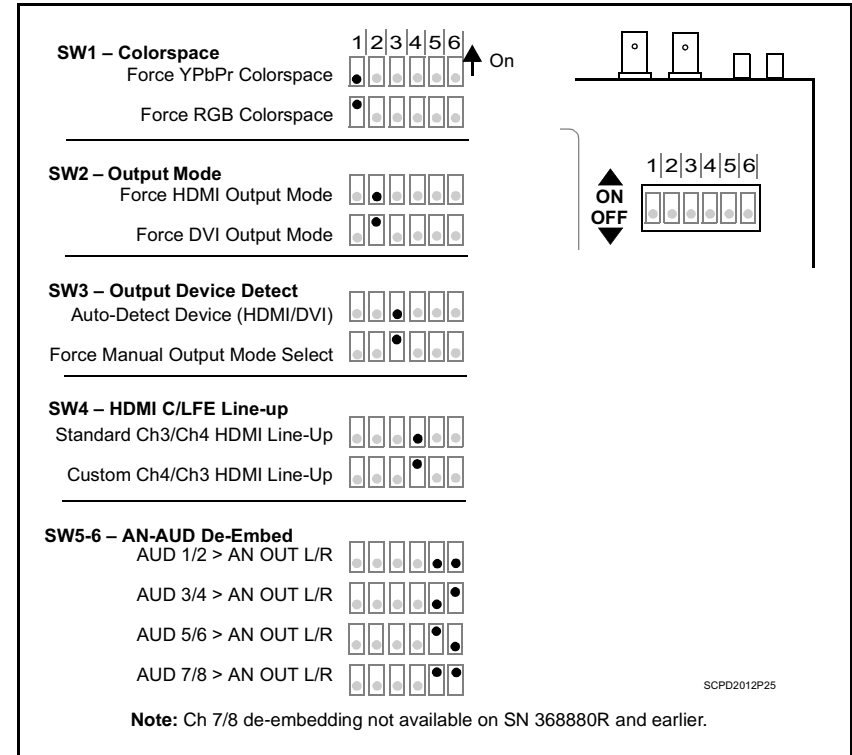 1|2|3|4|5|6
On
SW1 – Colorspace
Force YPbPr Colorspace
Force RGB Colorspace
SW2 – Output Mode
Force HDMI Output Mode
Force DVI Output Mode
SW3 – Output Device Detect
Auto-Detect Device (HDMI/DVI)
Force Manual Output Mode Select
SW4 – HDMI C/LFE Line-up
Standard Ch3/Ch4 HDMI Line-Up
Custom Ch4/Ch3 HDMI Line-Up
SW5-6 – AN-AUD De-Embed
AUD 1/2 > AN OUT L/R
AUD 3/4 > AN OUT L/R
AUD 5/6 > AN OUT L/R
AUD 7/8 > AN OUT L/R
1|2|3|4|5|6|
ON
OFF
SCPD2012P25
Note: Ch 7/8 de-embedding not available on SN 368880R and earlier.